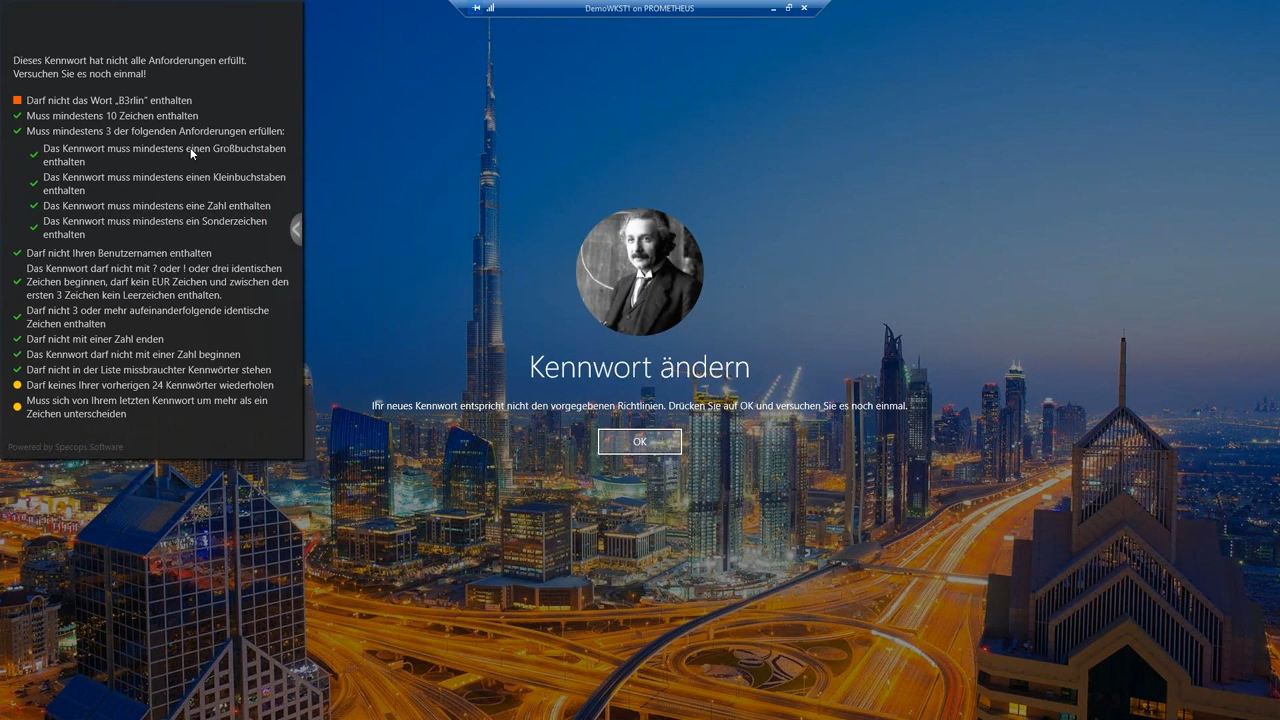 DemoWKST1 on PROMETHEUS
Dieses Kennwort hat nicht alle Anforderungen erfüllt.
Versuchen Sie es noch einmal!
Darf nicht das Wort „B3rlin" enthalten
Muss mindestens 10 Zeichen enthalten
Muss mindestens 3 der folgenden Anforderungen erfüllen:
Das Kennwort muss mindestens einen Großbuchstaben
enthalten
Das Kennwort muss mindestens einen Kleinbuchstaben
enthalten
Das Kennwort muss mindestens eine Zahl enthalten
Das Kennwort muss mindestens ein Sonderzeichen
enthalten
Darf nicht Ihren Benutzernamen enthalten
Das Kennwort darf nicht mit ? oder ! oder drei identischen
Zeichen beginnen, darf kein EUR Zeichen und zwischen den
ersten 3 Zeichen kein Leerzeichen enthalten.
Darf nicht 3 oder mehr aufeinanderfolgende identische
Zeichen enthalten
Darf nicht mit einer Zahl enden
Das Kennwort darf nicht mit einer Zahl beginnen
Darf nicht in der Liste missbrauchter Kennwörter stehen
Darf keines Ihrer vorherigen 24 Kennwörter wiederholen
Muss sich von Ihrem letzten Kennwort um mehr als ein
Zeichen unterscheiden
Powered by Specops Software
Kennwort ändern
Ihr neues Kennwort entspricht nicht den vorgegebenen Richtlinien. Drücken Sie auf OK und versuchen Sie es noch einmal.
OK